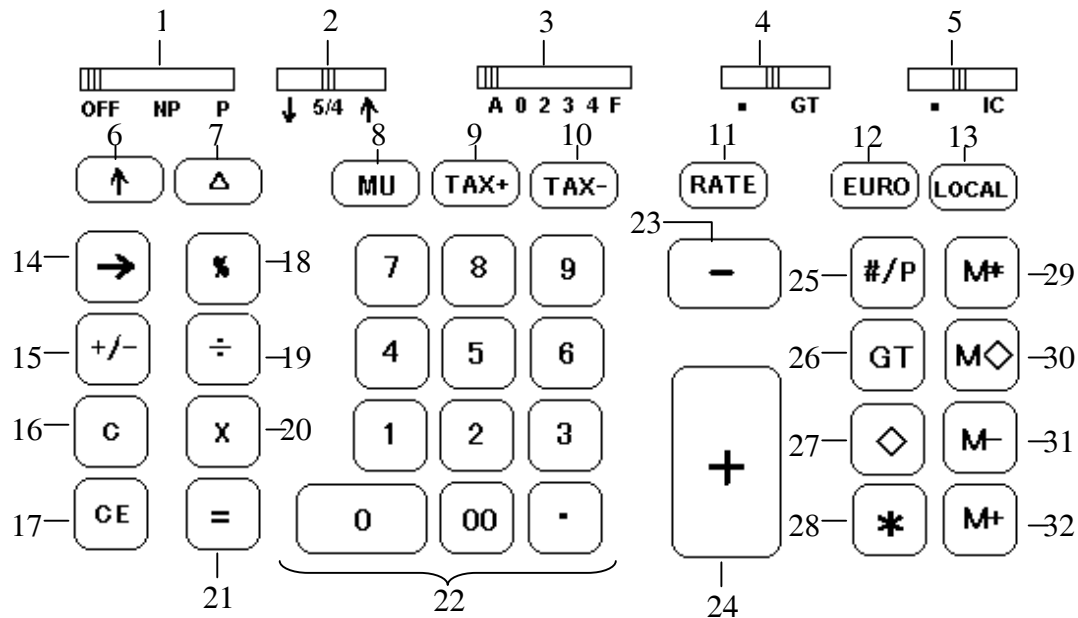 1 2 3 4 5
OFF NP P ↓ 5/4 ↑ A 0 2 3 4 F ▪ GT ▪ IC
6 7 8 9 10 11 12 13
↑ △ MU TAX+ TAX- RATE EURO LOCAL
23
14 → % 18 7 8 9 − 25 #/P M* 29
15 +/− ÷ 19 4 5 6 26 GT M◇ 30
16 C X 20 1 2 3 + 27 ◇ M− 31
17 CE = 0 00 . 28 * M+ 32
21 22 24